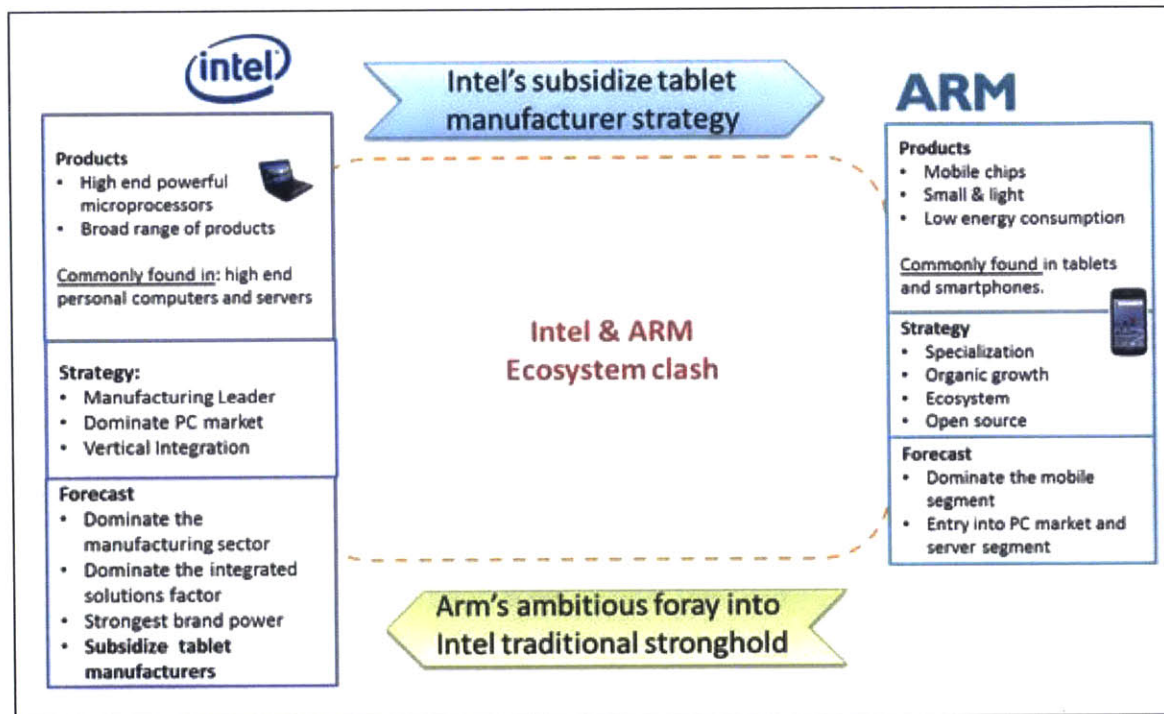 intel
Intel's subsidize tablet
manufacturer strategy
ARM
Products
• High end powerful
microprocessors
• Broad range of products
Commonly found in: high end
personal computers and servers
Strategy:
• Manufacturing Leader
• Dominate PC market
• Vertical Integration
Forecast
• Dominate the
manufacturing sector
• Dominate the integrated
solutions factor
• Strongest brand power
• Subsidize tablet
manufacturers
Intel & ARM
Ecosystem clash
Products
• Mobile chips
• Small & light
• Low energy consumption
Commonly found in tablets
and smartphones.
Strategy
• Specialization
• Organic growth
• Ecosystem
• Open source
Forecast
• Dominate the mobile
segment
• Entry into PC market and
server segment
Arm's ambitious foray into
Intel traditional stronghold